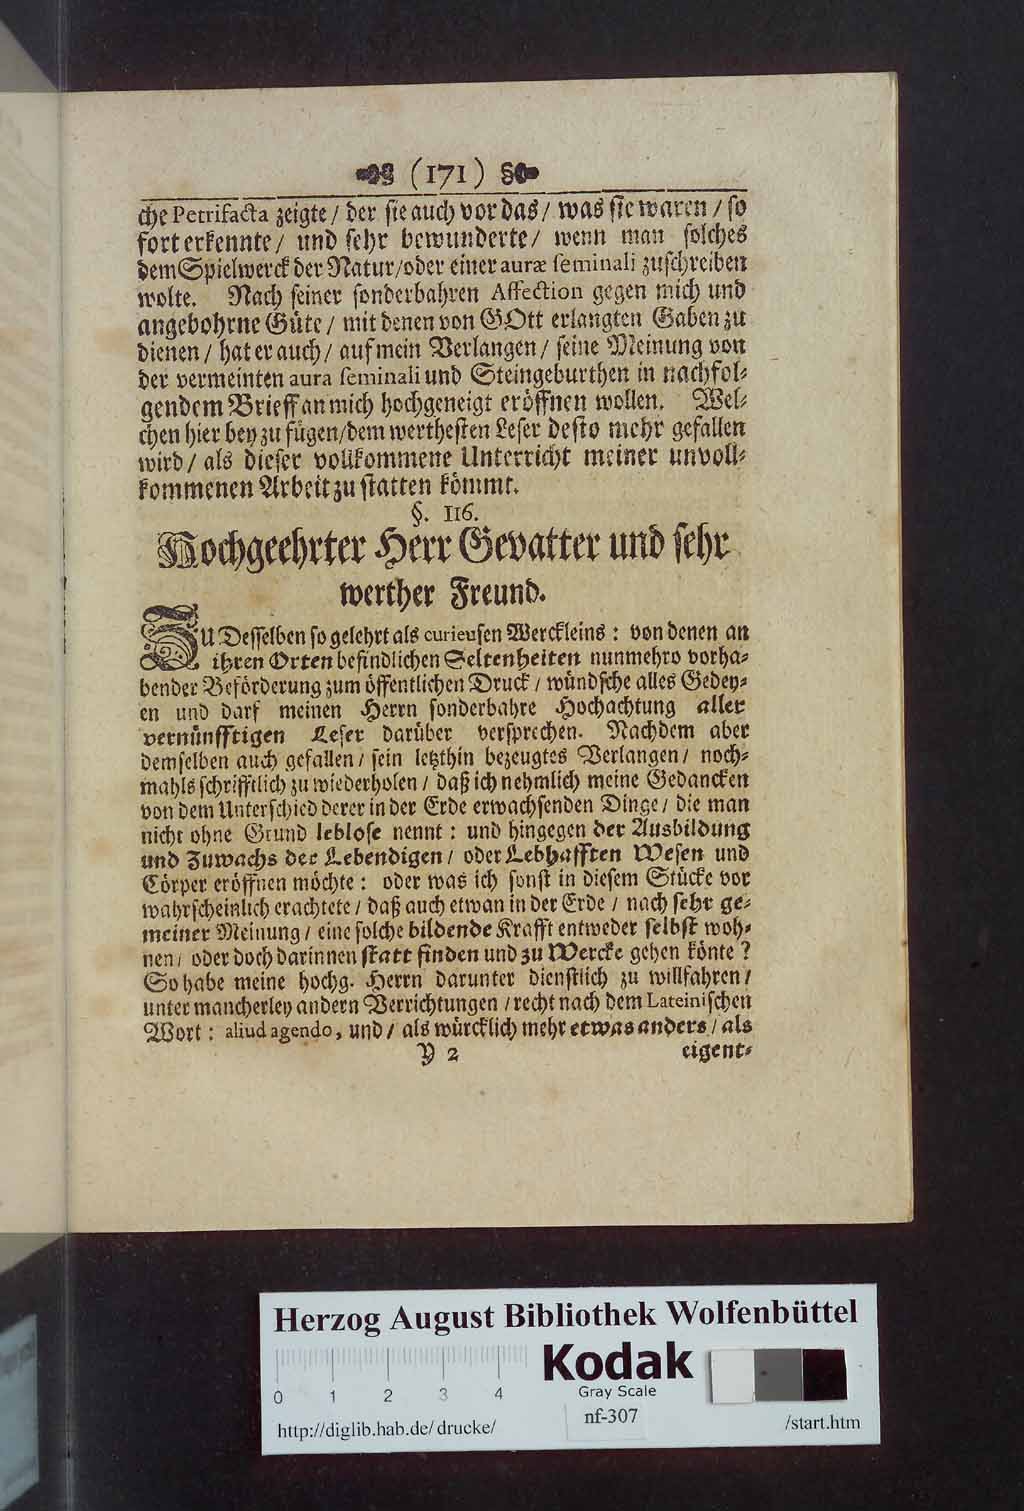 (171)
che Petrifacta zeigte / der sie auch vor das / was sie waren / so
fort erkennte / und sehr bewunderte / wenn man solches
dem Spielwerck der Natur / oder einer auræ seminali zuschreiben
wolte. Nach seiner sonderbahren Affection gegen mich und
angebohrne Güte / mit denen von GOtt erlangten Gaben zu
dienen / hat er auch / auf mein Verlangen / seine Meinung von
der vermeinten aura seminali und Steingeburthen in nachfol-
gendem Brieff an mich hochgeneigt eröffnen wollen. Wel-
chen hier bey zu fügen / dem werthesten Leser desto mehr gefallen
wird / als dieser vollkommene Unterricht meiner unvoll-
kommenen Arbeit zu statten kömmt.
§. 116.
Hochgeehrter Herr Gevatter und sehr
werther Freund.
ZU Desselben so gelehrt als curieusen Werckleins : von denen an
ihren Orten befindlichen Seltenheiten nunmehro vorha-
bender Beförderung zum öffentlichen Druck / wündsche alles Gedey-
en und darf meinen Herrn sonderbahre Hochachtung aller
vernünfftigen Leser darüber versprechen. Nachdem aber
demselben auch gefallen / sein letzthin bezeugtes Verlangen / noch-
mahls schrifftlich zu wiederholen / daß ich nehmlich meine Gedancken
von dem Unterschied derer in der Erde erwachsenden Dinge / die man
nicht ohne Grund leblose nennt : und hingegen der Ausbildung
und Zuwachs der Lebendigen / oder Lebhafften Wesen und
Cörper eröffnen möchte : oder was ich sonst in diesem Stücke vor
wahrscheinlich erachtete / daß auch etwan in der Erde / nach sehr ge-
meiner Meinung / eine solche bildende Krafft entweder selbst woh-
nen / oder doch darinnen statt finden und zu Wercke gehen könte ?
So habe meine hochg. Herrn darunter dienstlich zu willfahren /
unter mancherley andern Verrichtungen / recht nach dem Lateinischen
Wort : aliud agendo, und / als würcklich mehr etwas anders / als
Y 2 eigent-
Herzog August Bibliothek Wolfenbüttel
Kodak
Gray Scale
0 1 2 3 4
nf-307
http://diglib.hab.de/drucke/ /start.htm